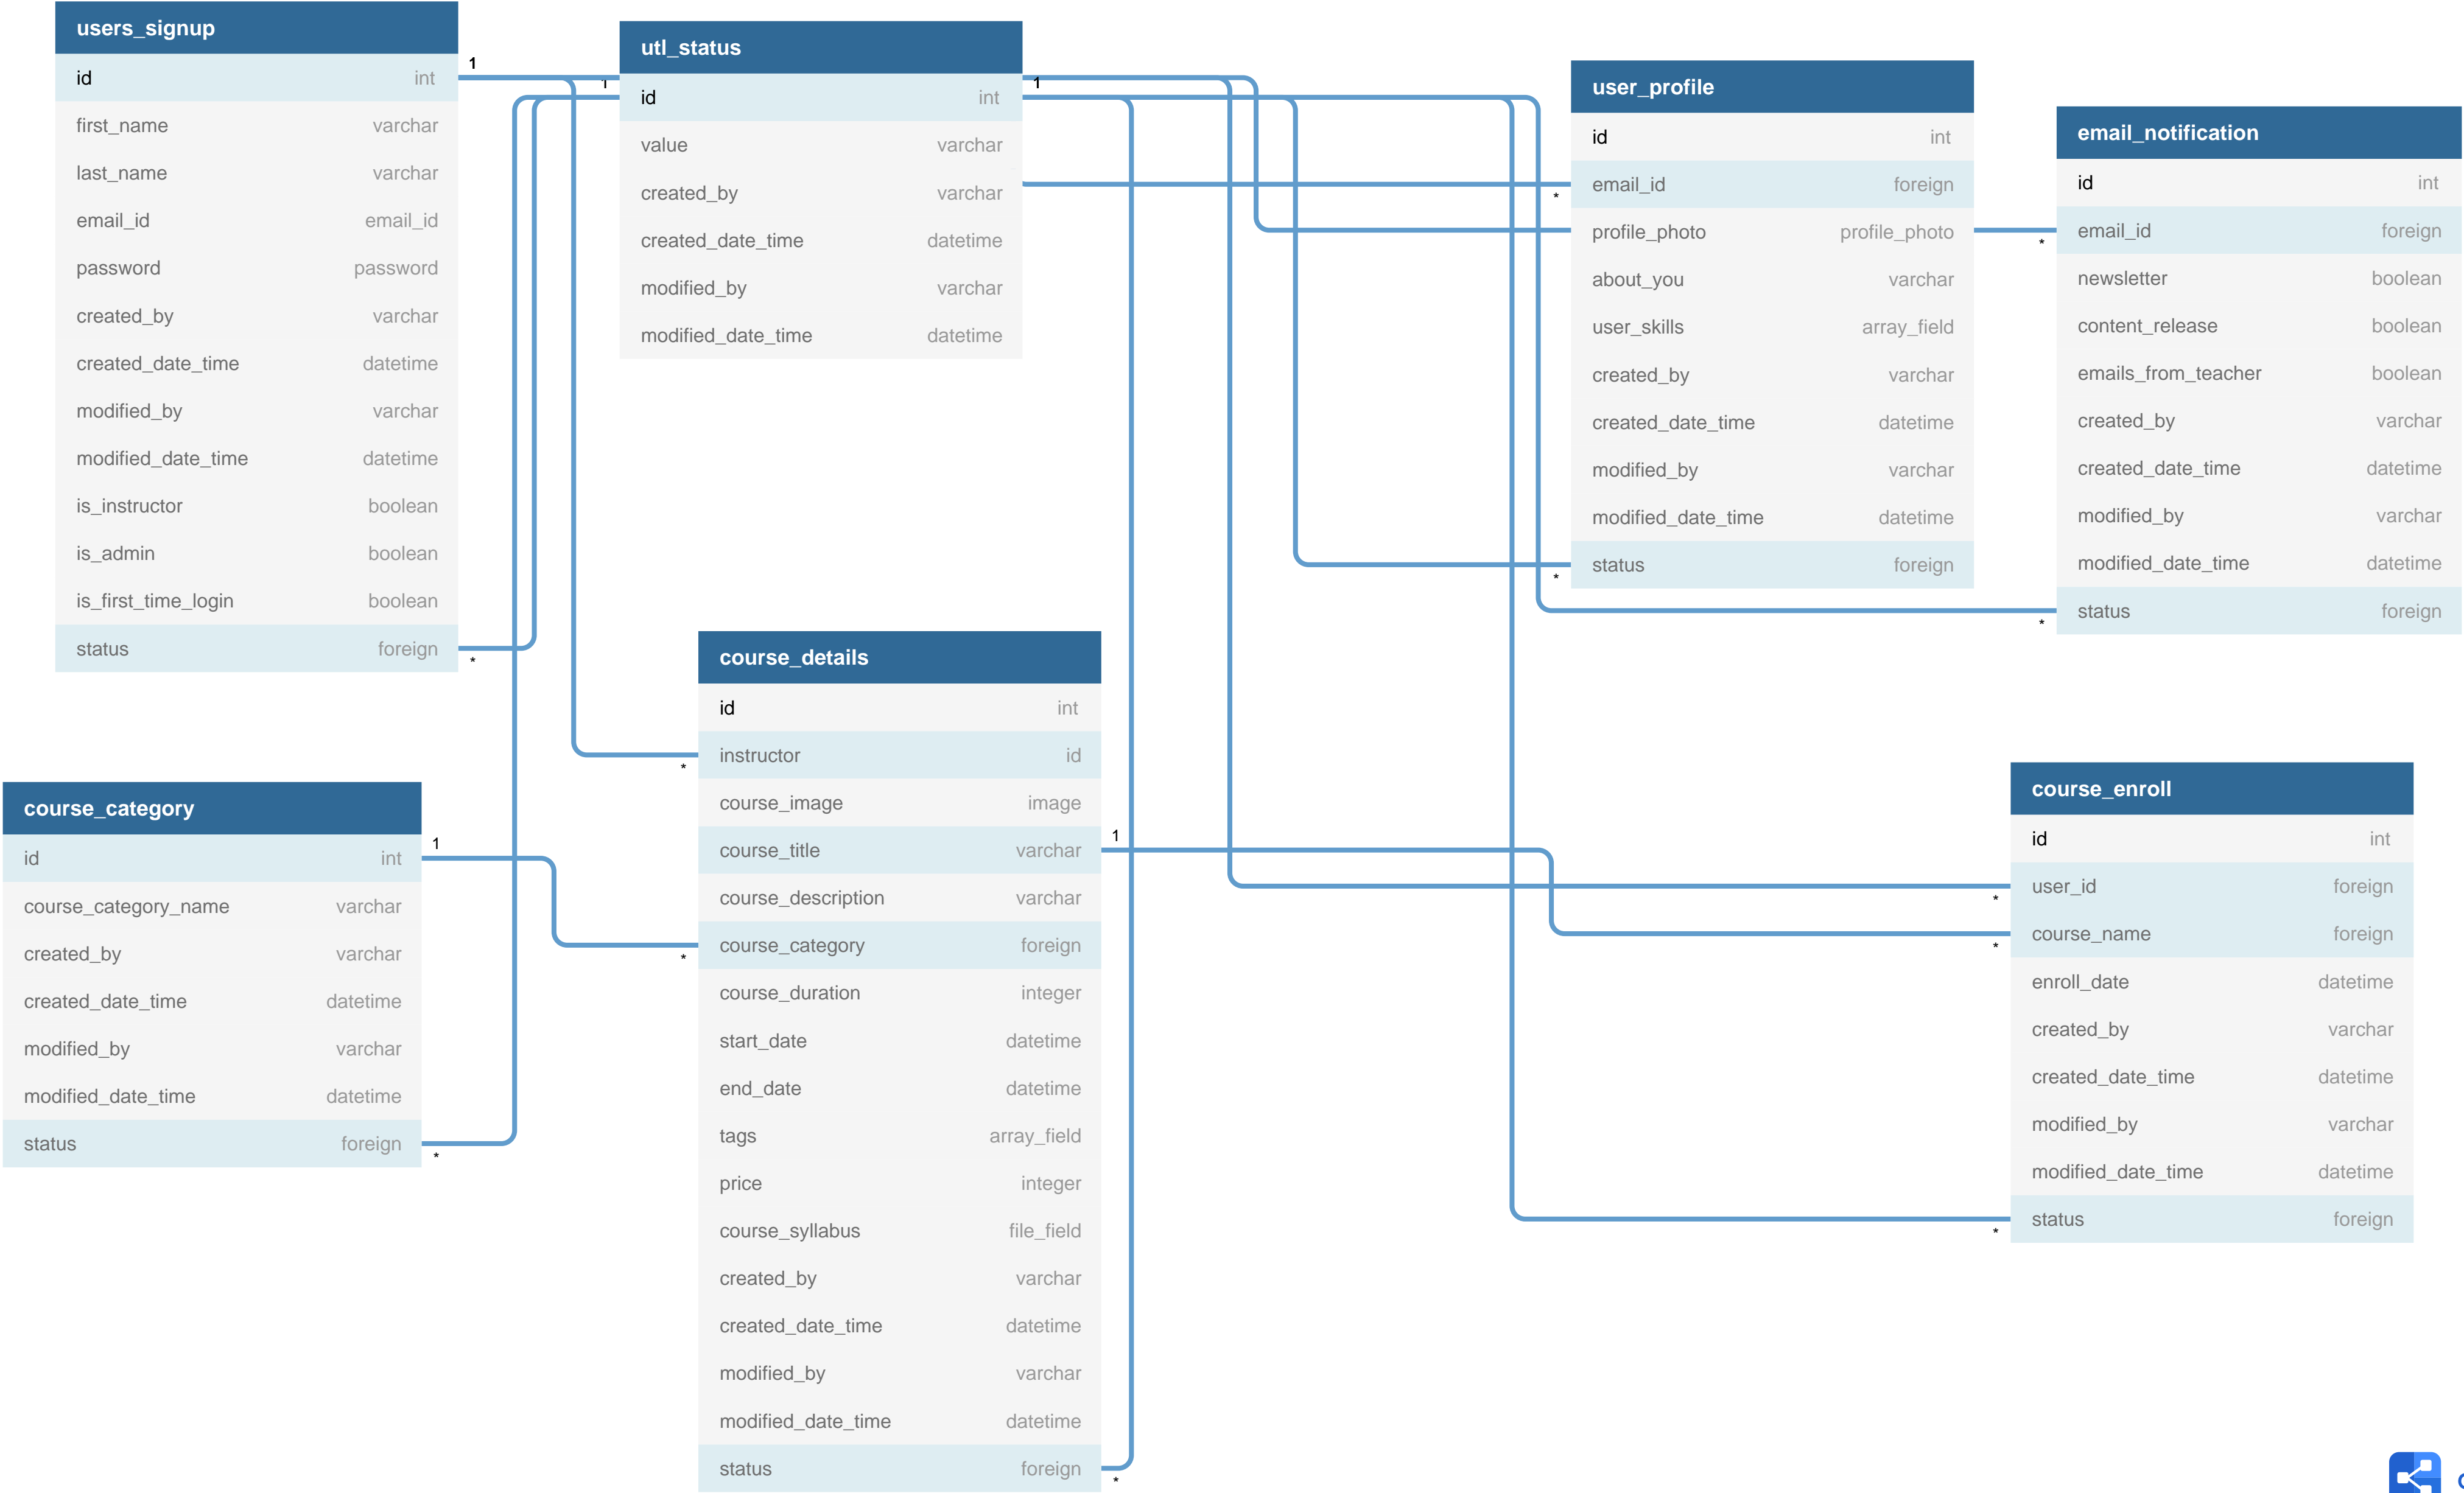 users_signup
id int
first_name varchar
last_name varchar
email_id email_id
password password
created_by varchar
created_date_time datetime
modified_by varchar
modified_date_time datetime
is_instructor boolean
is_admin boolean
is_first_time_login boolean
status foreign
1
*
utl_status
id int
value varchar
created_by varchar
created_date_time datetime
modified_by varchar
modified_date_time datetime
1
1
user_profile
id int
email_id foreign
profile_photo profile_photo
about_you varchar
user_skills array_field
created_by varchar
created_date_time datetime
modified_by varchar
modified_date_time datetime
status foreign
*
*
email_notification
id int
email_id foreign
newsletter boolean
content_release boolean
emails_from_teacher boolean
created_by varchar
created_date_time datetime
modified_by varchar
modified_date_time datetime
status foreign
*
*
course_category
id int
course_category_name varchar
created_by varchar
created_date_time datetime
modified_by varchar
modified_date_time datetime
status foreign
1
*
course_details
id int
instructor id
course_image image
course_title varchar
course_description varchar
course_category foreign
course_duration integer
start_date datetime
end_date datetime
tags array_field
price integer
course_syllabus file_field
created_by varchar
created_date_time datetime
modified_by varchar
modified_date_time datetime
status foreign
*
*
1
*
course_enroll
id int
user_id foreign
course_name foreign
enroll_date datetime
created_by varchar
created_date_time datetime
modified_by varchar
modified_date_time datetime
status foreign
*
*
*